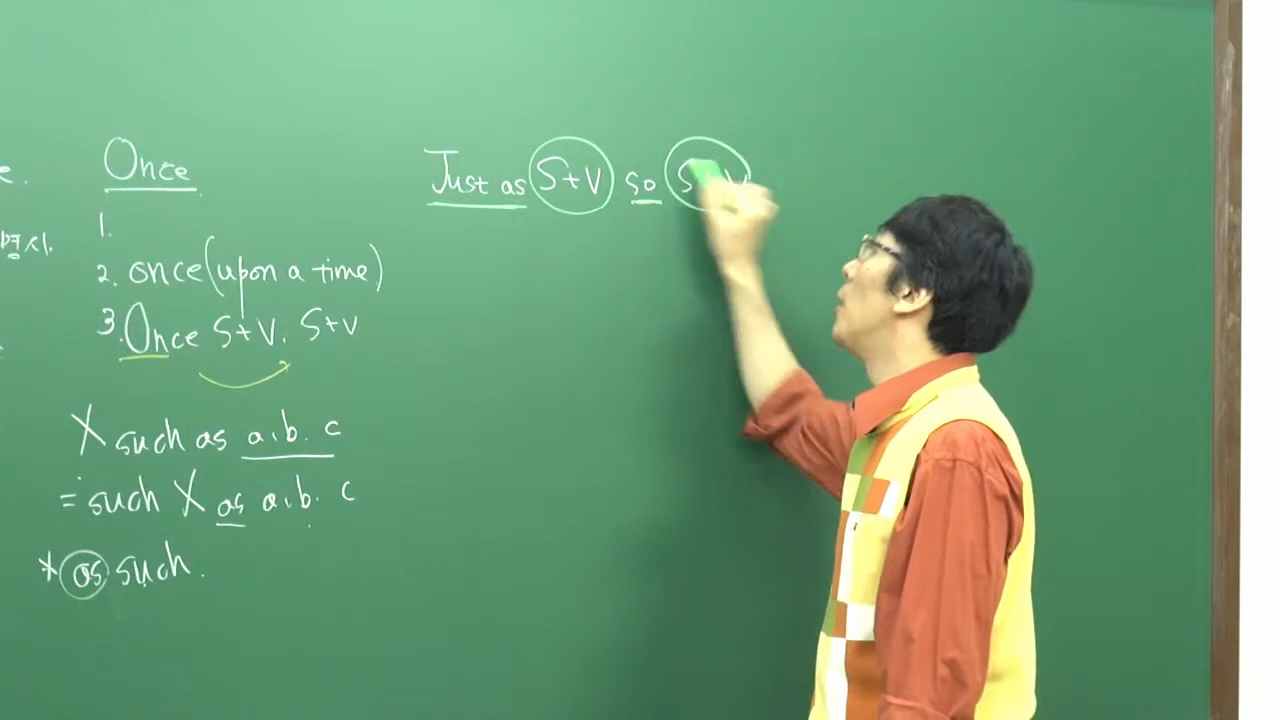 Once
1.
2. once (upon a time)
3. Once S+V. S+V
X such as a.b. c
= such X as a.b. c
* as such.
Just as S+V so S+V